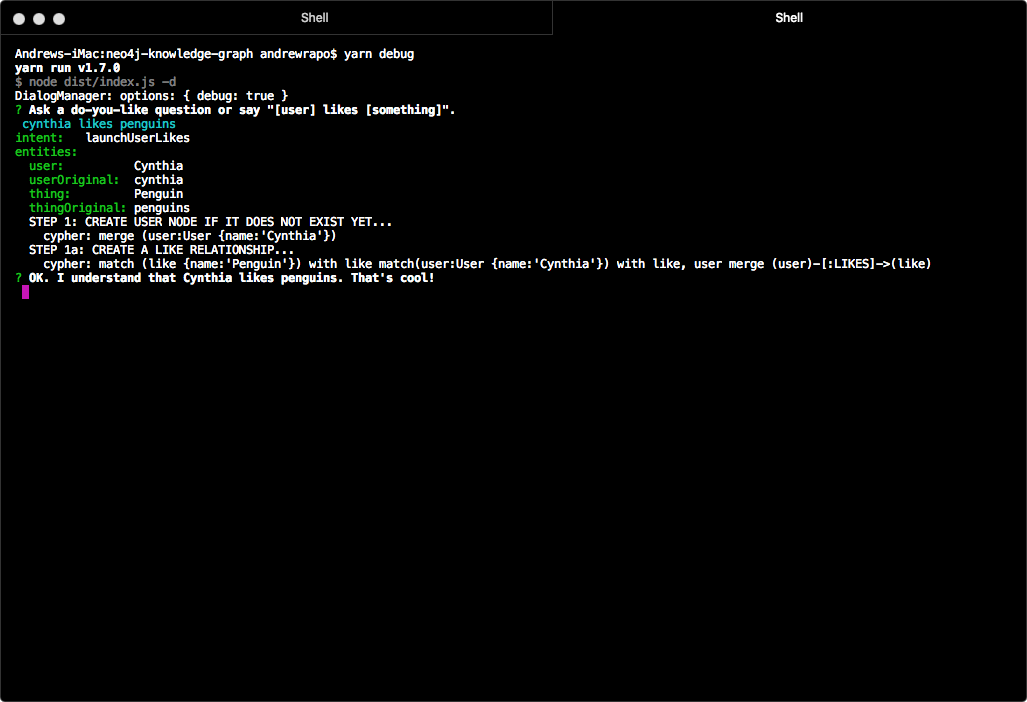 Shell
Shell
Andrews-iMac:neo4j-knowledge-graph andrewrapo$ yarn debug
yarn run v1.7.0
$ node dist/index.js -d
DialogManager: options: { debug: true }
? Ask a do-you-like question or say "[user] likes [something]".
cynthia likes penguins
intent: launchUserLikes
entities:
user: Cynthia
userOriginal: cynthia
thing: Penguin
thingOriginal: penguins
STEP 1: CREATE USER NODE IF IT DOES NOT EXIST YET...
cypher: merge (user:User {name:'Cynthia'})
STEP 1a: CREATE A LIKE RELATIONSHIP...
cypher: match (like {name:'Penguin'}) with like match(user:User {name:'Cynthia'}) with like, user merge (user)-[:LIKES]->(like)
? OK. I understand that Cynthia likes penguins. That's cool!